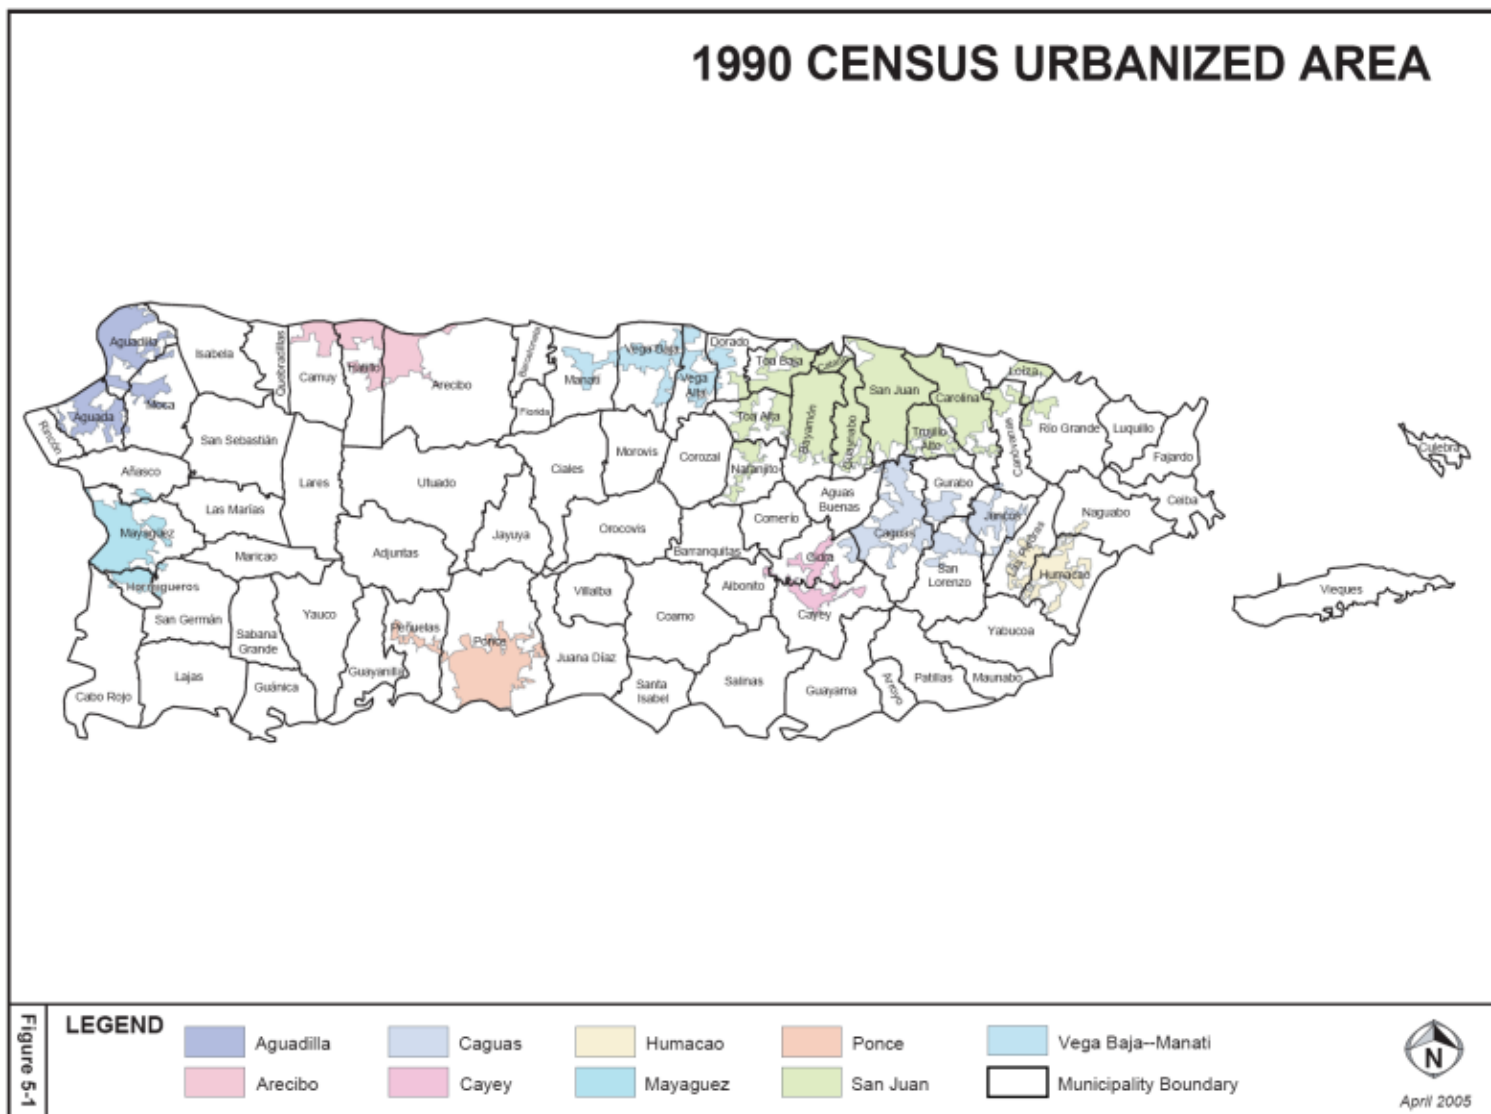 1990 CENSUS URBANIZED AREA
Aguadilla
Isabela
Quebradillas
Camuy
Hatillo
Arecibo
Barceloneta
Florida
Manatí
Vega Baja
Vega
Alta
Dorado
Toa Baja
Cataño
San Juan
Carolina
Loiza
Aguada
Moca
Rincón
San Sebastián
Toa Alta
Bayamón
Guaynabo
Trujillo
Alto
Canóvanas
Río Grande
Luquillo
Fajardo
Culebra
Añasco
Lares
Utuado
Ciales
Morovis
Corozal
Naranjito
Aguas
Buenas
Gurabo
Ceiba
Las Marías
Mayagüez
Maricao
Adjuntas
Jayuya
Orocovis
Barranquitas
Comerío
Cidra
Caguas
Juncos
Las Piedras
Naguabo
Humacao
Vieques
Hormigueros
San Germán
Sabana
Grande
Yauco
Peñuelas
Ponce
Villalba
Coamo
Aibonito
Cayey
San
Lorenzo
Yabucoa
Cabo Rojo
Lajas
Guánica
Guayanilla
Juana Díaz
Santa
Isabel
Salinas
Guayama
Arroyo
Patillas
Maunabo
Figure 5-1
LEGEND
Aguadilla
Caguas
Humacao
Ponce
Vega Baja--Manati
Arecibo
Cayey
Mayaguez
San Juan
Municipality Boundary
N
April 2005